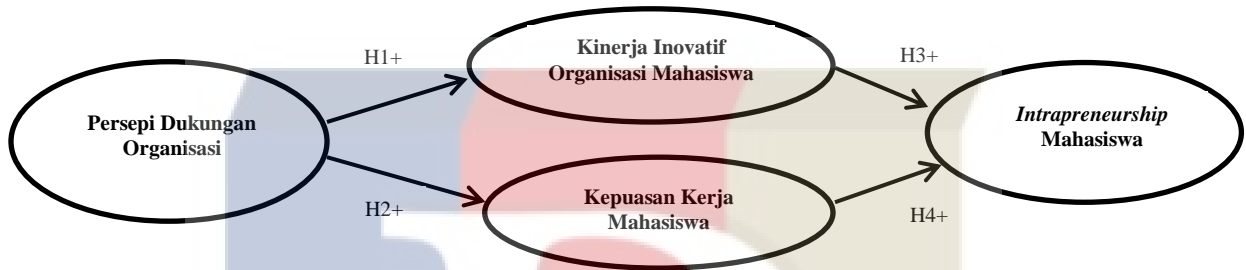 H1+
Kinerja Inovatif
Organisasi Mahasiswa
H3+
Persepi Dukungan
Organisasi
Intrapreneurship
Mahasiswa
H2+
Kepuasan Kerja
Mahasiswa
H4+